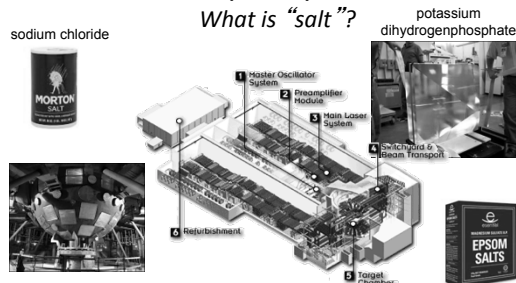 What is “salt”?
sodium chloride
potassium
dihydrogenphosphate
MORTON
SALT
1 Master Oscillator
System
2 Preamplifier
Module
3 Main Laser
System
4 Switchyard &
Beam Transport
5 Target
Chamber
6 Refurbishment
EPSOM
SALTS